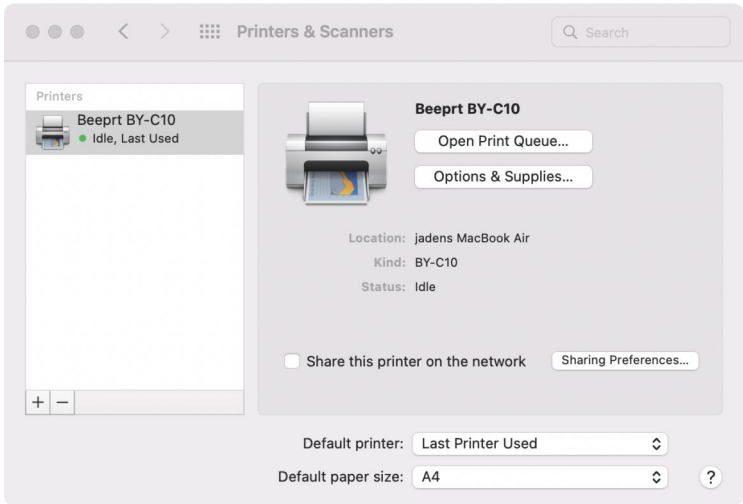 Printers & Scanners
Search
Printers
Beeprt BY-C10
Idle, Last Used
Beeprt BY-C10
Open Print Queue...
Options & Supplies...
Location: jadens MacBook Air
Kind: BY-C10
Status: Idle
Share this printer on the network
Sharing Preferences...
+ −
Default printer: Last Printer Used
Default paper size: A4
?